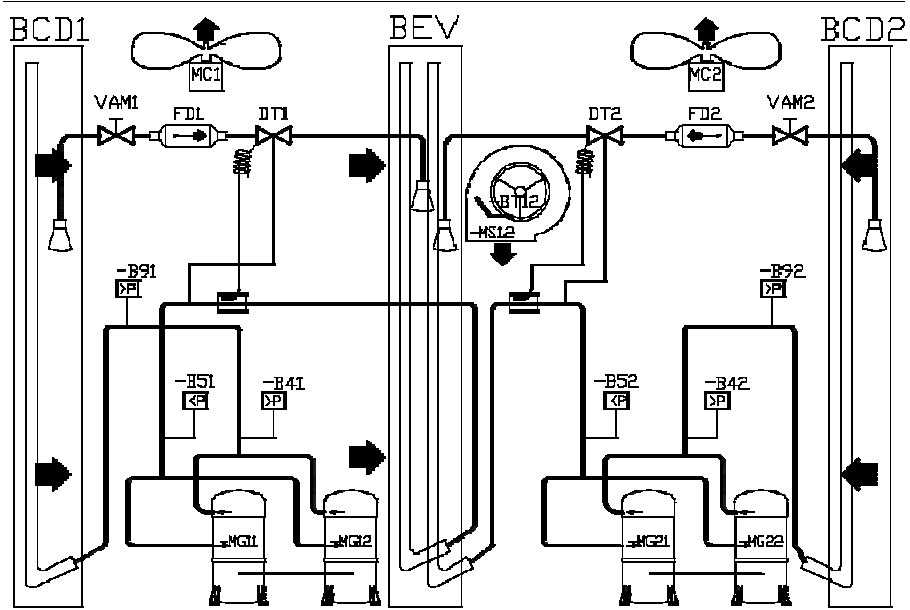 BCD1
BEV
BCD2
MC1
MC2
VAM1
FD1
DT1
DT2
FD2
VAM2
-BT12
-MS12
-B91
>P
-B92
>P
-B51
<P
-B41
>P
-B52
<P
-B42
>P
MG11
MG12
MG21
MG22